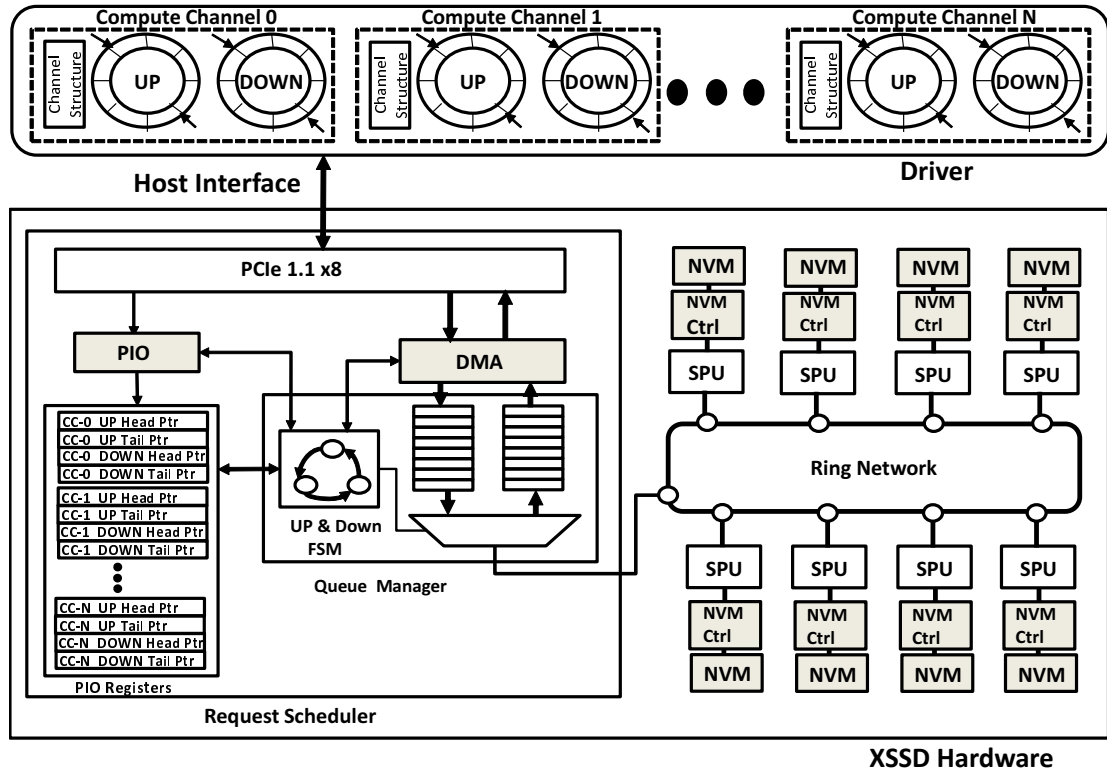 Compute Channel 0
Compute Channel 1
Compute Channel N
Channel
Structure
UP
DOWN
Channel
Structure
UP
DOWN
Channel
Structure
UP
DOWN
Host Interface
Driver
PCIe 1.1 x8
PIO
DMA
CC-0 UP Head Ptr
CC-0 UP Tail Ptr
CC-0 DOWN Head Ptr
CC-0 DOWN Tail Ptr
CC-1 UP Head Ptr
CC-1 UP Tail Ptr
CC-1 DOWN Head Ptr
CC-1 DOWN Tail Ptr
CC-N UP Head Ptr
CC-N UP Tail Ptr
CC-N DOWN Head Ptr
CC-N DOWN Tail Ptr
PIO Registers
UP & Down
FSM
Queue Manager
Request Scheduler
NVM
NVM
NVM
NVM
NVM
Ctrl
NVM
Ctrl
NVM
Ctrl
NVM
Ctrl
SPU
SPU
SPU
SPU
Ring Network
SPU
SPU
SPU
SPU
NVM
Ctrl
NVM
Ctrl
NVM
Ctrl
NVM
Ctrl
NVM
NVM
NVM
NVM
XSSD Hardware